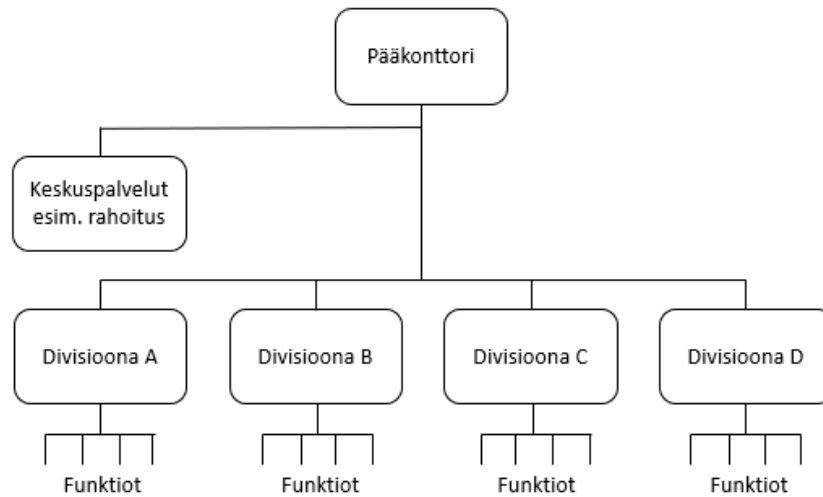 Pääkonttori
Keskuspalvelut
esim. rahoitus
Divisioona A
Divisioona B
Divisioona C
Divisioona D
Funktiot
Funktiot
Funktiot
Funktiot